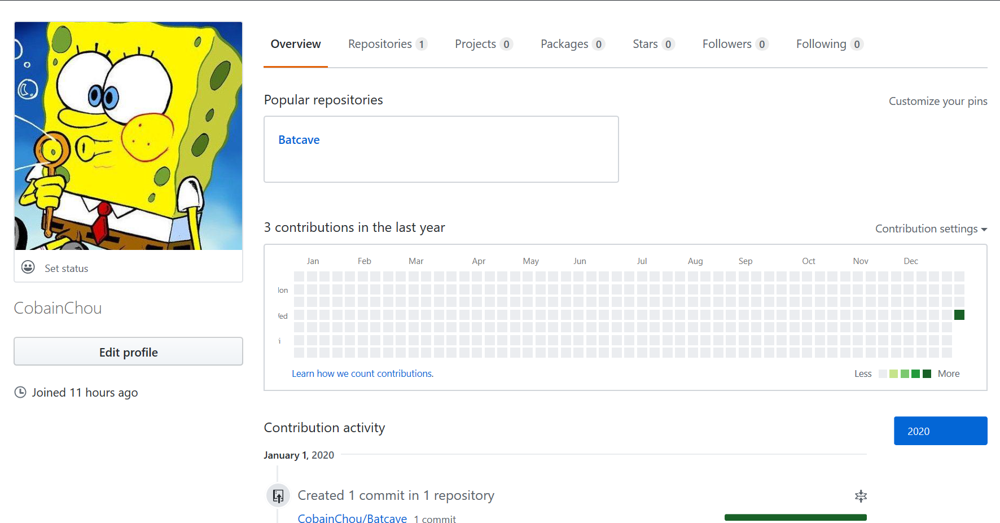 Overview Repositories 1 Projects 0 Packages 0 Stars 0 Followers 0 Following 0
Popular repositories
Customize your pins
Batcave
3 contributions in the last year
Contribution settings
Jan Feb Mar Apr May Jun Jul Aug Sep Oct Nov Dec
on
ed
i
Learn how we count contributions.
Less More
Set status
CobainChou
Edit profile
Joined 11 hours ago
Contribution activity
2020
January 1, 2020
Created 1 commit in 1 repository
CobainChou/Batcave 1 commit